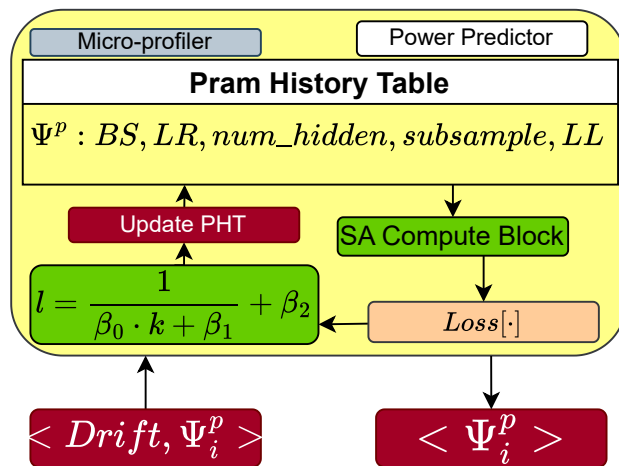 Micro-profiler
Power Predictor
Pram History Table
Ψ^p : BS, LR, num_hidden, subsample, LL
Update PHT
SA Compute Block
l = 1 / (β_0 · k + β_1) + β_2
Loss[·]
< Drift, Ψ_i^p >
< Ψ_i^p >